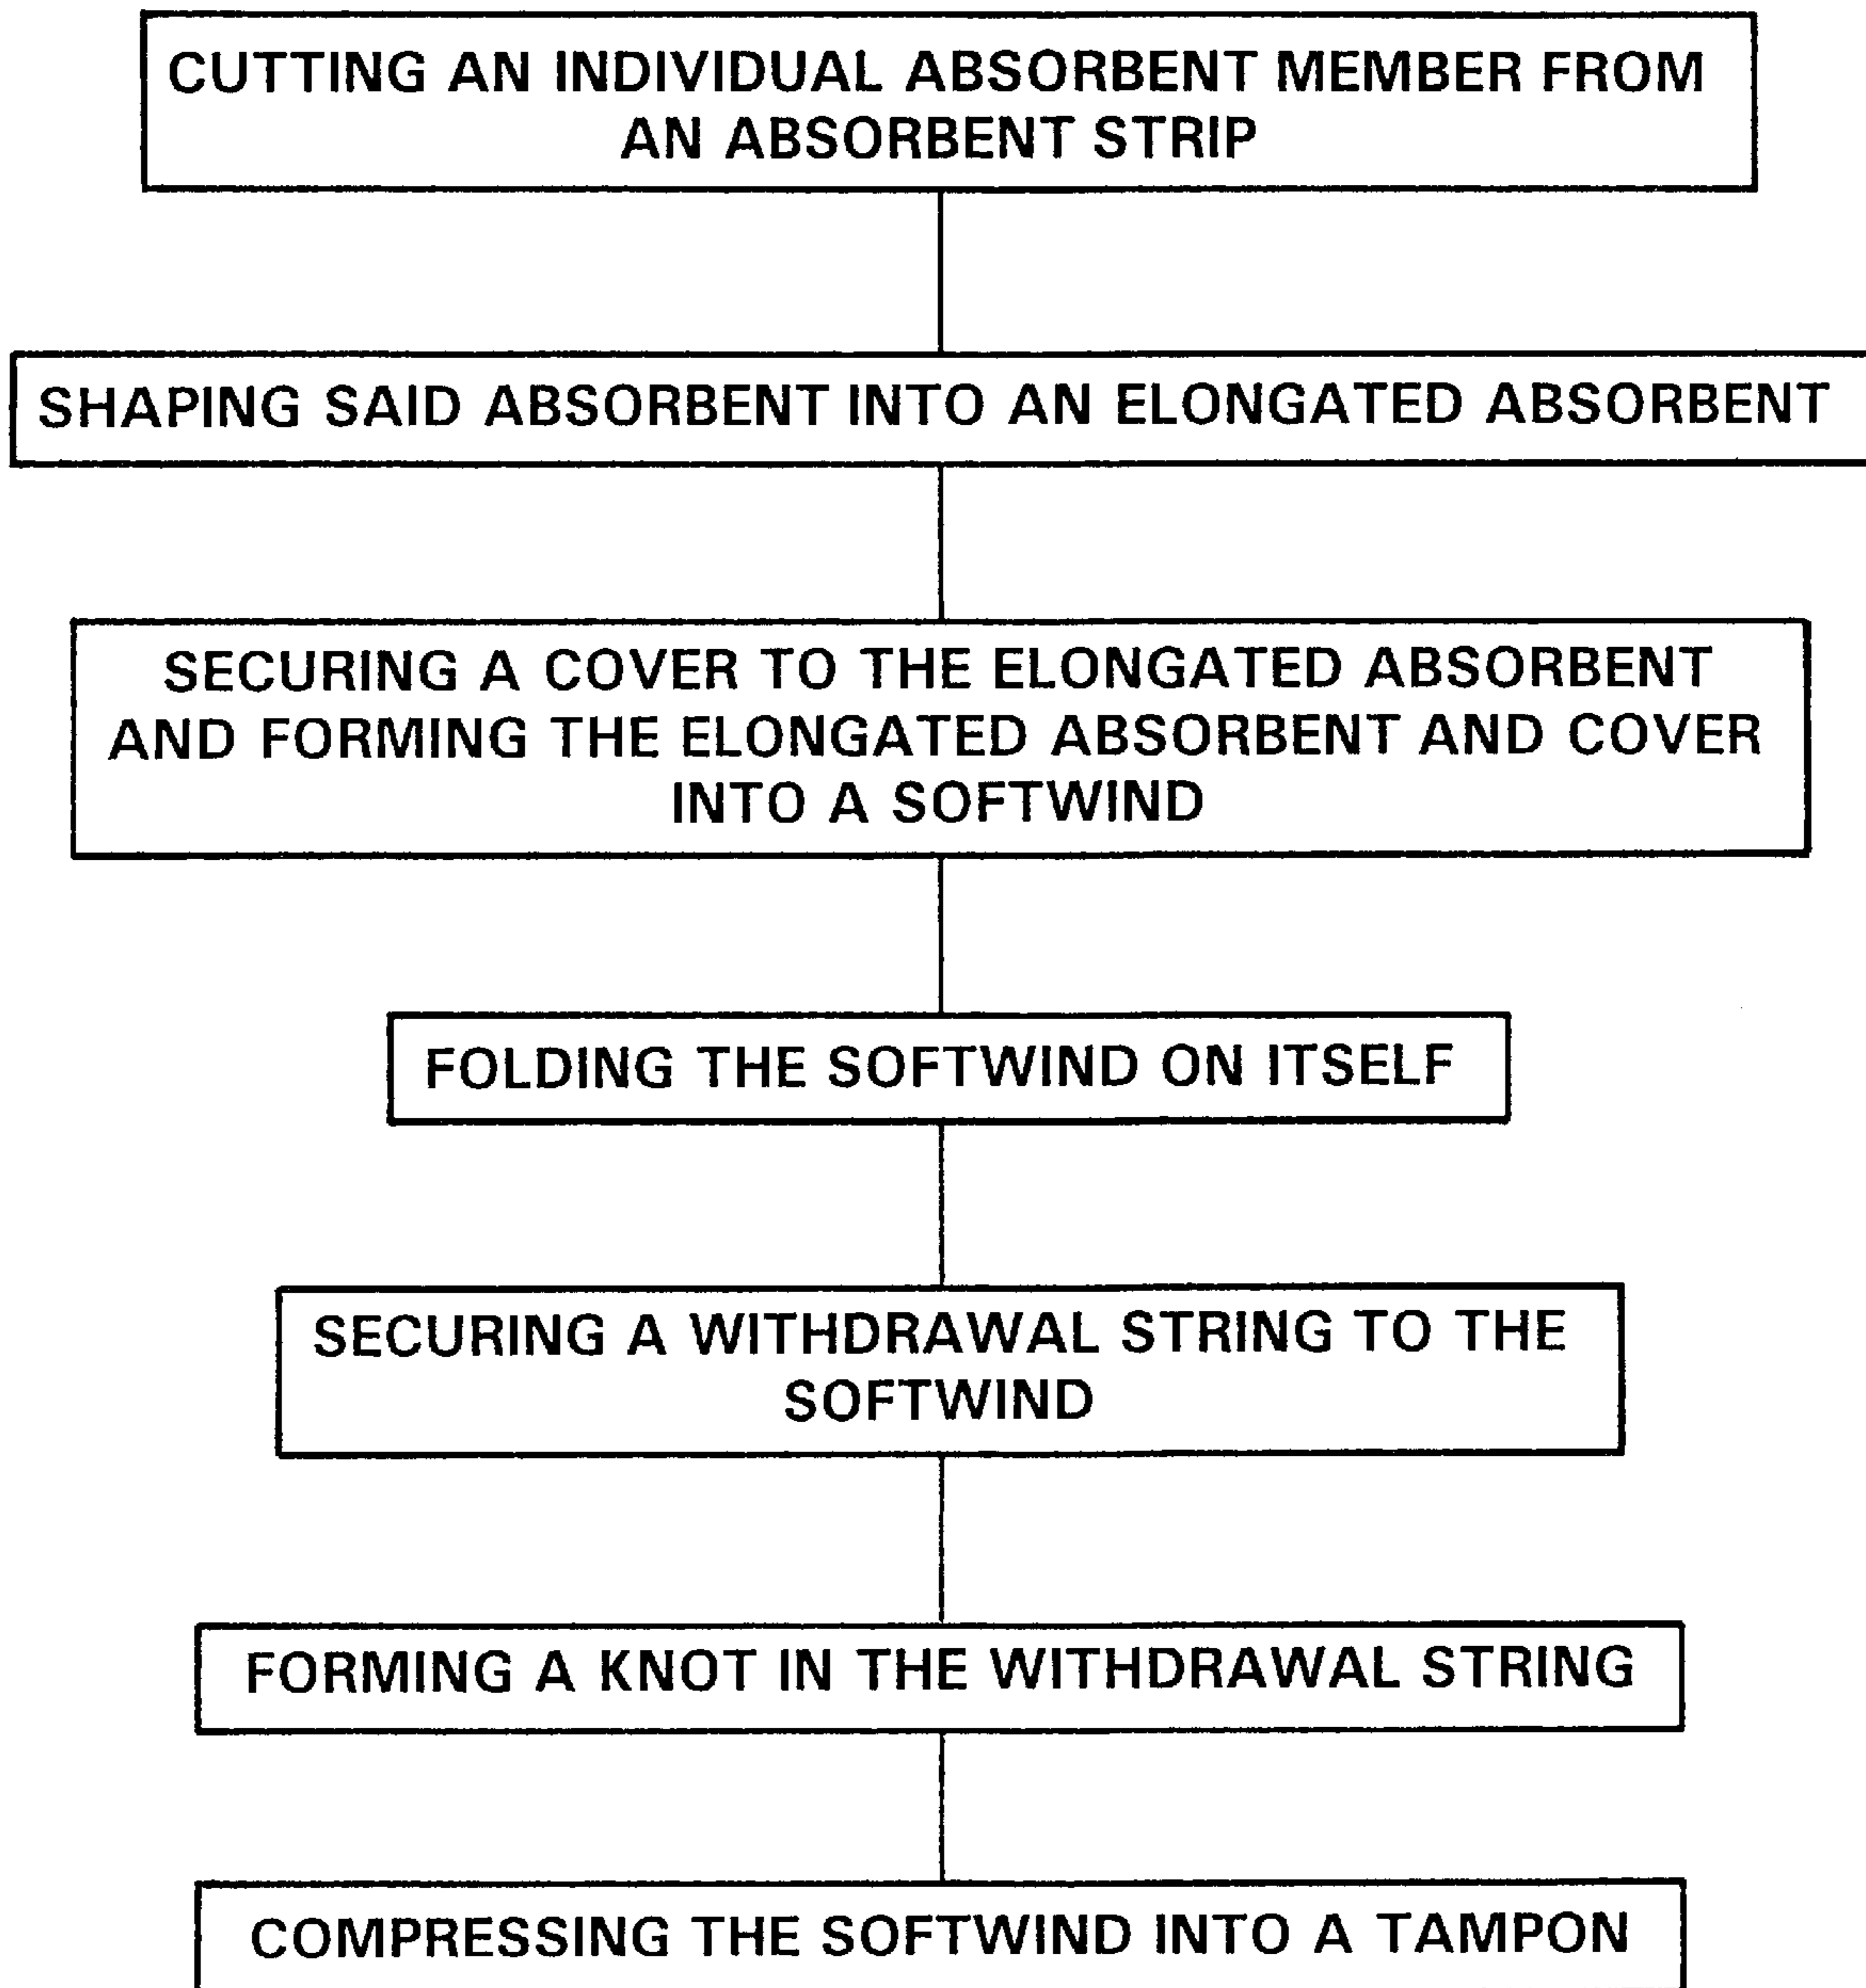 CUTTING AN INDIVIDUAL ABSORBENT MEMBER FROM
AN ABSORBENT STRIP
SHAPING SAID ABSORBENT INTO AN ELONGATED ABSORBENT
SECURING A COVER TO THE ELONGATED ABSORBENT
AND FORMING THE ELONGATED ABSORBENT AND COVER
INTO A SOFTWIND
FOLDING THE SOFTWIND ON ITSELF
SECURING A WITHDRAWAL STRING TO THE
SOFTWIND
FORMING A KNOT IN THE WITHDRAWAL STRING
COMPRESSING THE SOFTWIND INTO A TAMPON